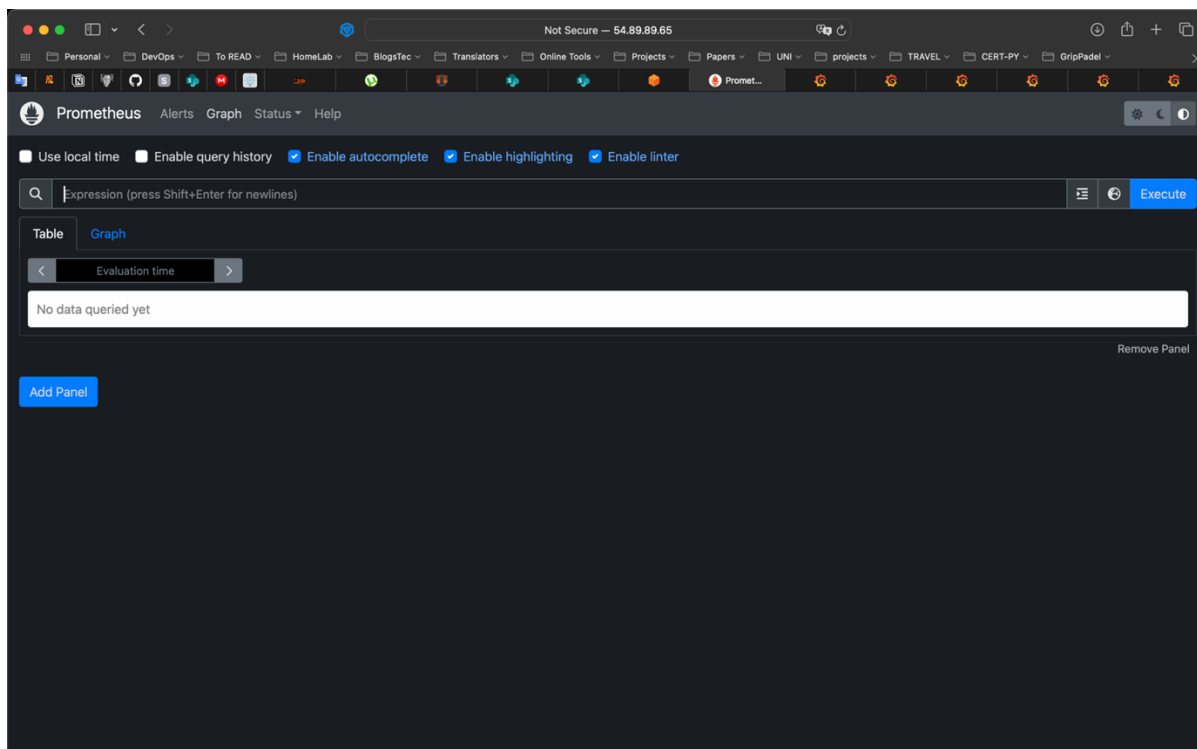 Not Secure — 54.89.89.65
Personal DevOps To READ HomeLab BlogsTec Translators Online Tools Projects Papers UNI projects TRAVEL CERT-PY GripPadel
Promet...
Prometheus Alerts Graph Status Help
Use local time Enable query history Enable autocomplete Enable highlighting Enable linter
Expression (press Shift+Enter for newlines) Execute
Table Graph
Evaluation time
No data queried yet
Remove Panel
Add Panel